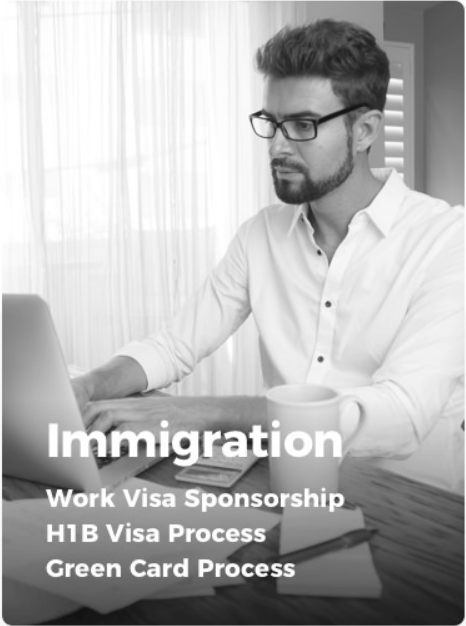 Immigration
Work Visa Sponsorship
H1B Visa Process
Green Card Process